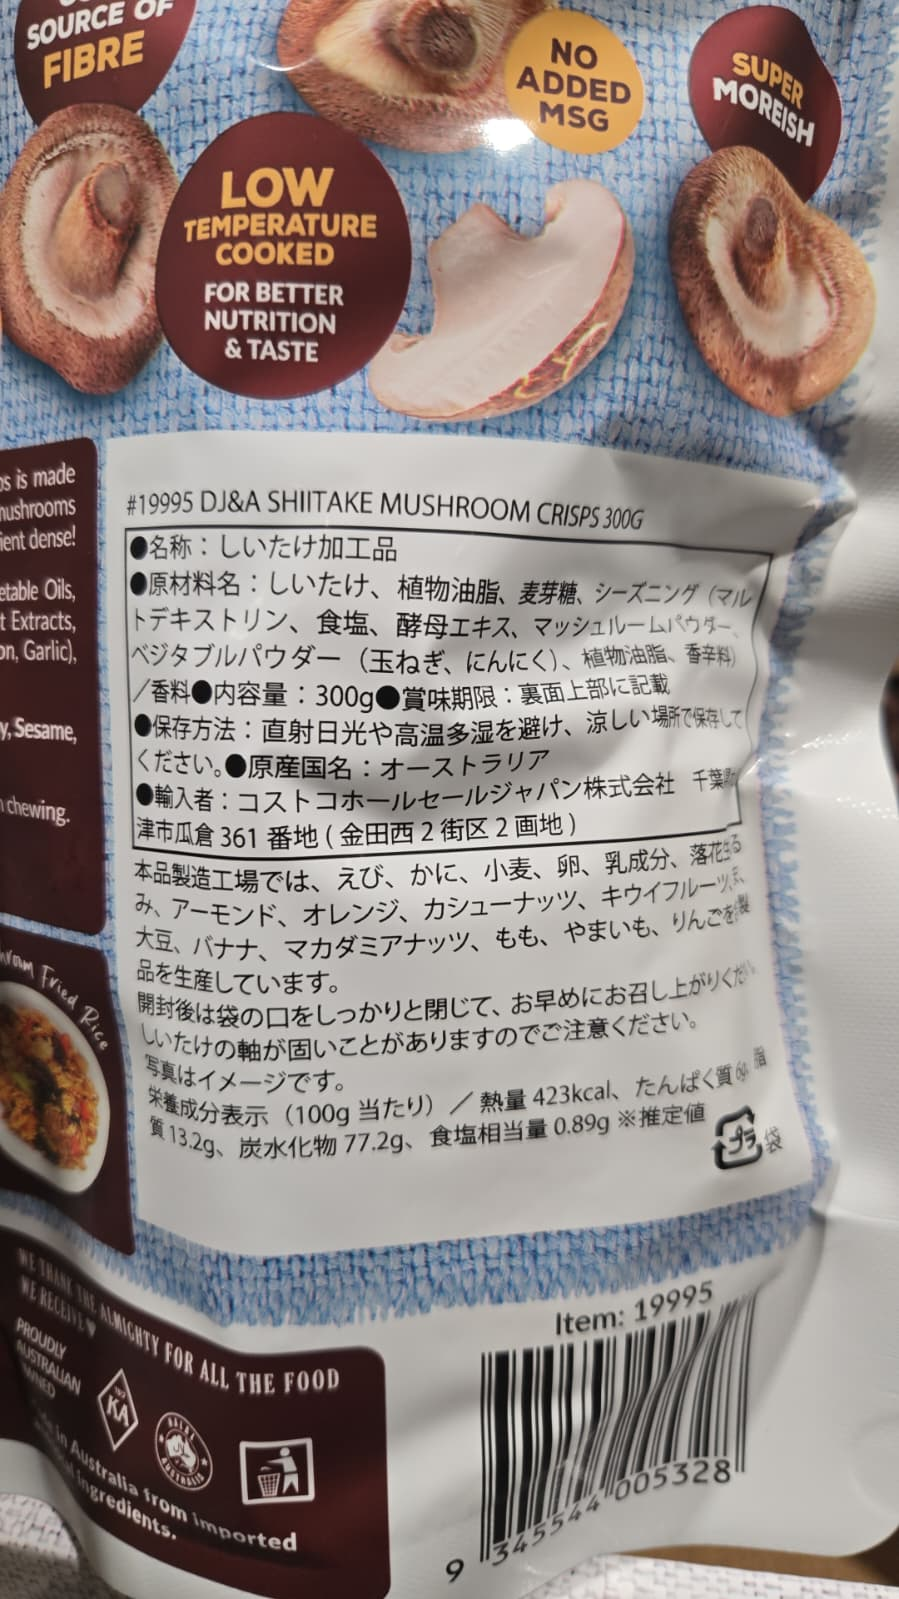 SOURCE OF
FIBRE
NO
ADDED
MSG
SUPER
MOREISH
LOW
TEMPERATURE
COOKED
FOR BETTER
NUTRITION
& TASTE
is made
mushrooms
dense!
Oils,
Extracts,
Garlic),
Sesame,
chewing.
#19995 DJ&A SHIITAKE MUSHROOM CRISPS 300G
●名称：しいたけ加工品
●原材料名：しいたけ、植物油脂、麦芽糖、シーズニング（マル
トデキストリン、食塩、酵母エキス、マッシュルームパウダー、
ベジタブルパウダー（玉ねぎ、にんにく）、植物油脂、香辛料）
／香料●内容量：300g●賞味期限：裏面上部に記載
●保存方法：直射日光や高温多湿を避け、涼しい場所で保存して
ください。●原産国名：オーストラリア
●輸入者：コストコホールセールジャパン株式会社 千葉県
津市瓜倉 361 番地 ( 金田西 2 街区 2 画地 )
本品製造工場では、えび、かに、小麦、卵、乳成分、落花生
み、アーモンド、オレンジ、カシューナッツ、キウイフルーツ、
大豆、バナナ、マカダミアナッツ、もも、やまいも、りんごを
品を生産しています。
開封後は袋の口をしっかりと閉じて、お早めにお召し上がりくだ
しいたけの軸が固いことがありますのでご注意ください。
写真はイメージです。
栄養成分表示（100g 当たり）／ 熱量 423kcal、たんぱく質 6g、脂
質 13.2g、炭水化物 77.2g、食塩相当量 0.89g ※推定値
プラ 袋
Fried Rice
WE THANK THE ALMIGHTY FOR ALL THE FOOD
WE RECEIVE
PROUDLY
AUSTRALIAN
OWNED
KA
HALAL
AUSTRALIA
in Australia from imported
ingredients.
Item: 19995
9 345544 005328